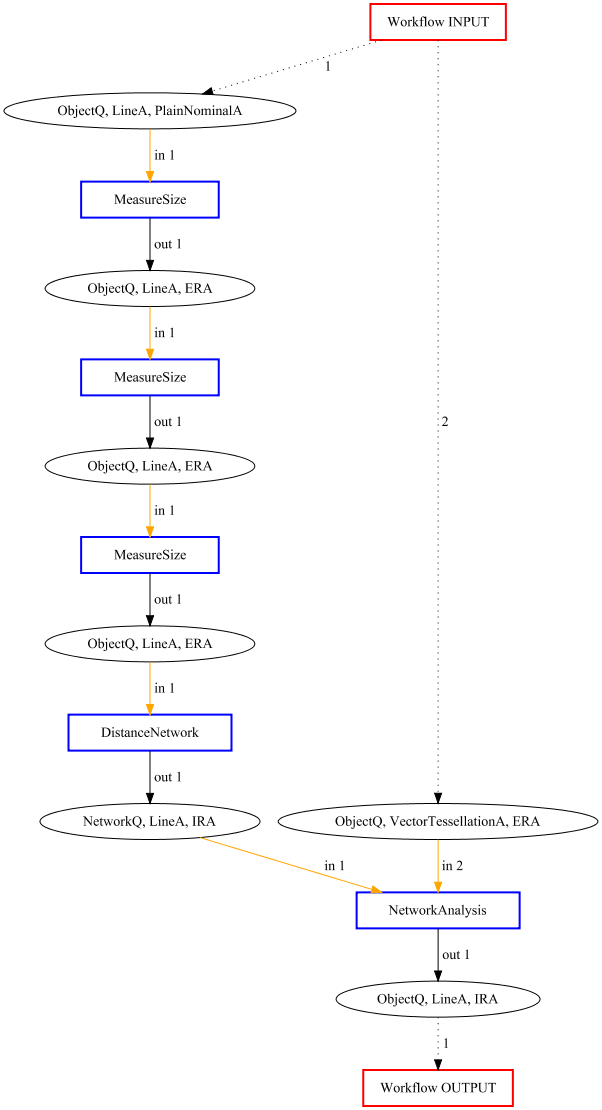 Workflow INPUT
1
ObjectQ, LineA, PlainNominalA
in 1
MeasureSize
out 1
ObjectQ, LineA, ERA
in 1
MeasureSize
out 1
2
ObjectQ, LineA, ERA
in 1
MeasureSize
out 1
ObjectQ, LineA, ERA
in 1
DistanceNetwork
out 1
NetworkQ, LineA, IRA
ObjectQ, VectorTessellationA, ERA
in 1
in 2
NetworkAnalysis
out 1
ObjectQ, LineA, IRA
1
Workflow OUTPUT